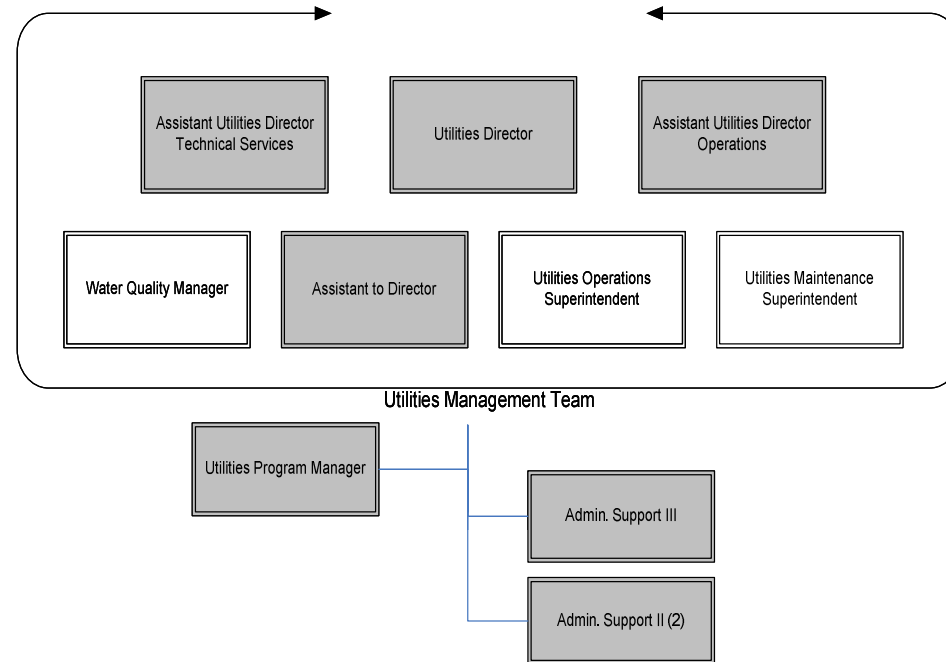 Assistant Utilities Director
Technical Services
Utilities Director
Assistant Utilities Director
Operations
Water Quality Manager
Assistant to Director
Utilities Operations
Superintendent
Utilities Maintenance
Superintendent
Utilities Management Team
Utilities Program Manager
Admin. Support III
Admin. Support II (2)